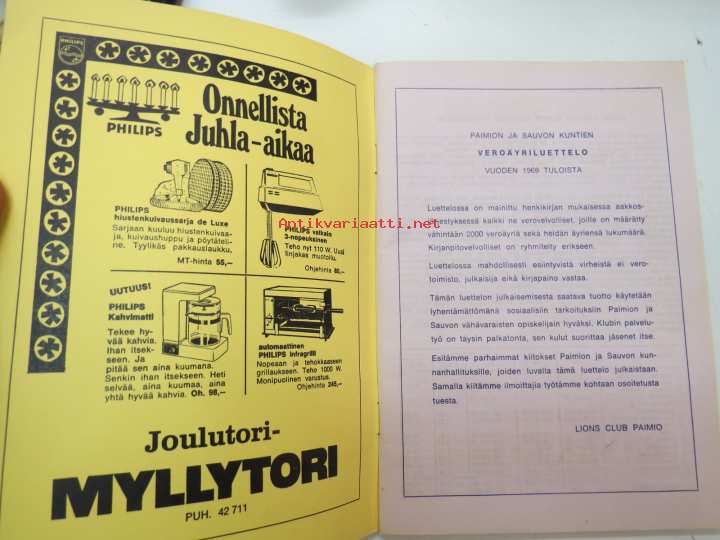 PHILIPS
Onnellista
Juhla-aikaa
PHILIPS
PHILIPS
hiustenkuivaussarja de Luxe
Sarjaan kuuluu hiustenkuivaa-
ja, kuivaushuppu ja pöytäteli-
ne. Tyylikäs pakkauslaukku,
MT-hinta 55,—
PHILIPS vatkain
3-nopeuksinen
Teho nyt 110 W. Uusi
linjakas muotoilu.
Ohjehinta 80,—
UUTUUS!
PHILIPS
Kahvimatti
Tekee hy-
vää kahvia.
Ihan itsek-
seen. Ja
pitää sen aina kuumana.
Senkin ihan itsekseen. Heti
selvää, aina kuumaa, aina
yhtä hyvää kahvia. Oh. 98,—
automaattinen
PHILIPS infragrilli
Nopeaan ja tehokkaaseen
grillaukseen. Teho 1000 W.
Monipuolinen varustus.
Ohjehinta 245,—
Joulutori-
MYLLYTORI
PUH. 42 711
PAIMION JA SAUVON KUNTIEN
VEROÄYRILUETTELO
VUODEN 1969 TULOISTA
Luettelossa on mainittu henkikirjan mukaisessa aakkos-
järjestyksessä kaikki ne verovelvolliset, joille on määrätty
vähintään 2000 veroäyriä sekä heidän äyriensä lukumäärä.
Kirjanpitovelvolliset on ryhmitelty erikseen.
Luettelossa mahdollisesti esiintyvistä virheistä ei vero-
toimisto, julkaisija eikä kirjapaino vastaa.
Tämän luettelon julkaisemisesta saatava tuotto käytetään
lyhentämättömänä sosiaalisiin tarkoituksiin Paimion ja
Sauvon vähävaraisten opiskelijain hyväksi. Klubin palvelu-
työ on täysin palkatonta, sen kulut suorittaa jäsenet itse.
Esitämme parhaimmat kiitokset Paimion ja Sauvon kun-
nanhallituksille, joiden luvalla tämä luettelo julkaistaan.
Samalla kiitämme ilmoittajia työtämme kohtaan osoitetusta
tuesta.
LIONS CLUB PAIMIO
Antikvariaatti.net